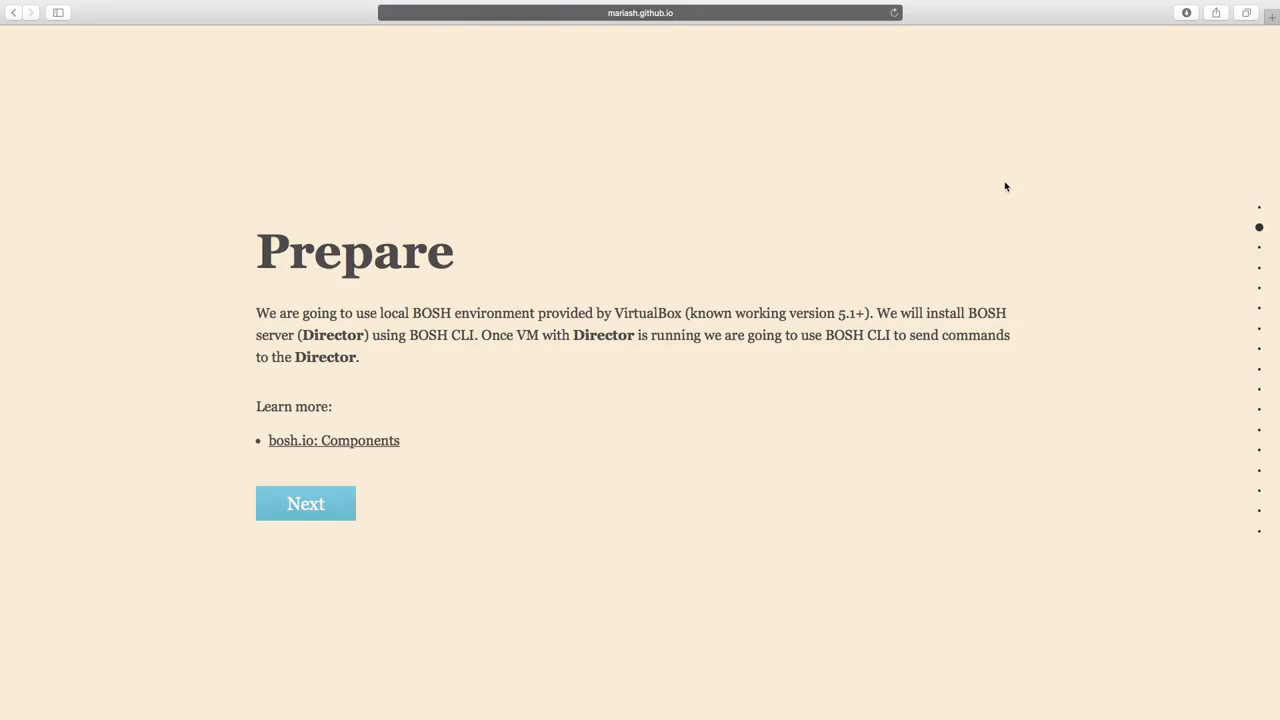 mariash.github.io
Prepare
We are going to use local BOSH environment provided by VirtualBox (known working version 5.1+). We will install BOSH
server (Director) using BOSH CLI. Once VM with Director is running we are going to use BOSH CLI to send commands
to the Director.
Learn more:
• bosh.io: Components
Next